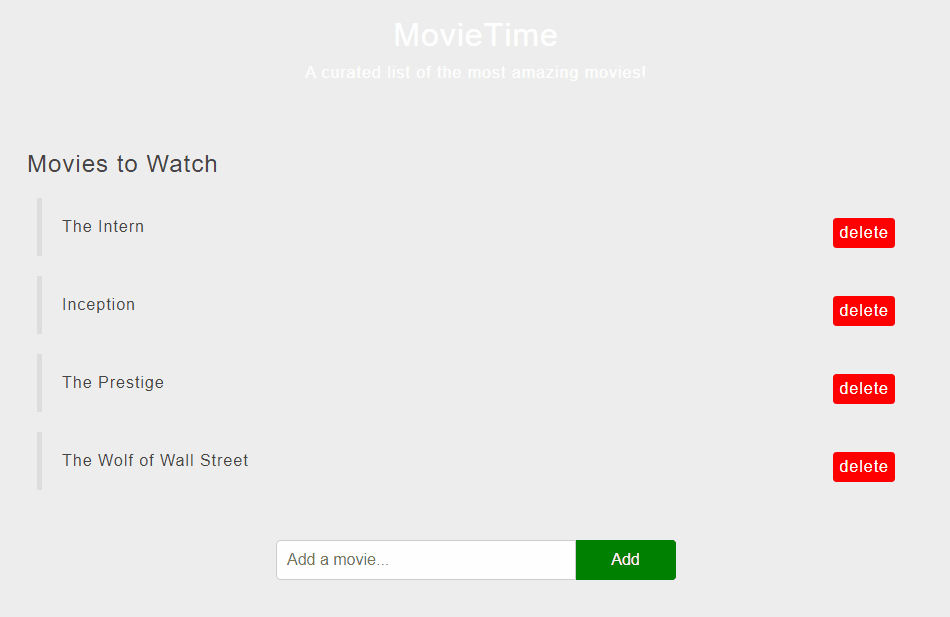 MovieTime
A curated list of the most amazing movies!
Movies to Watch
The Intern
delete
Inception
delete
The Prestige
delete
The Wolf of Wall Street
delete
Add a movie...
Add